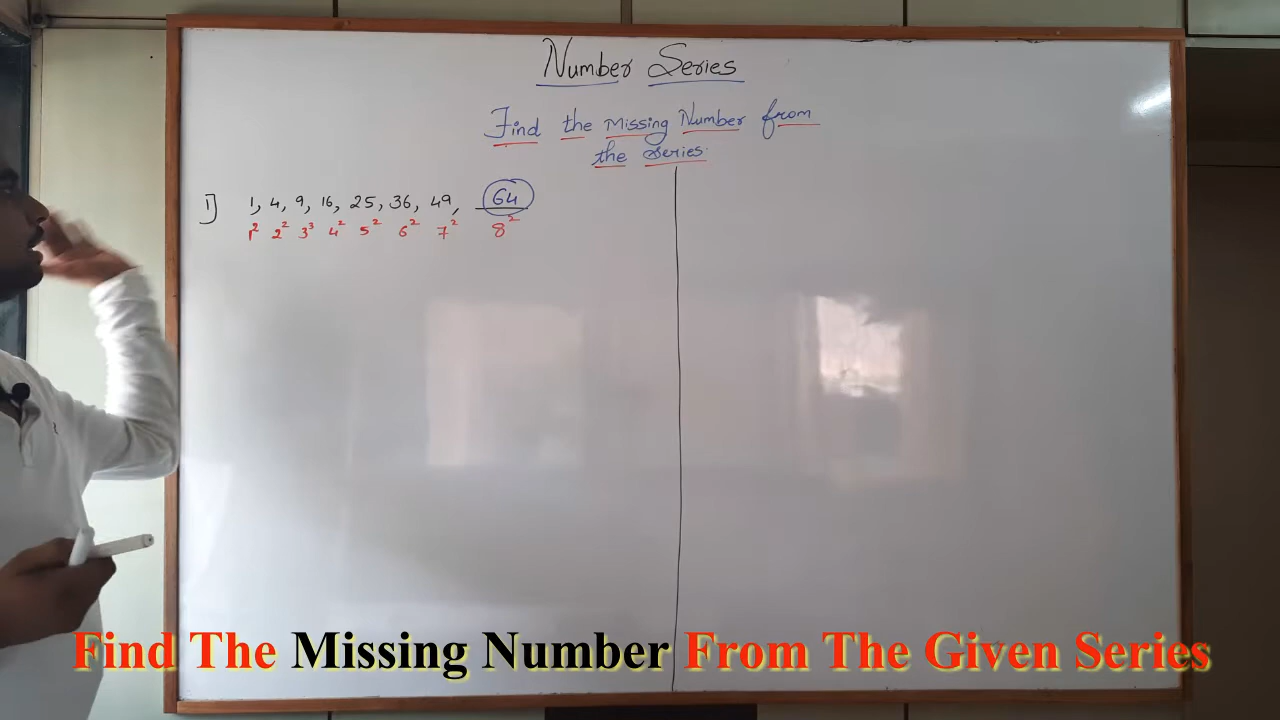 Number Series
Find the Missing Number from
the Series.
1] 1, 4, 9, 16, 25, 36, 49, 64
1² 2² 3³ 4² 5² 6² 7² 8²
Find The Missing Number From The Given Series